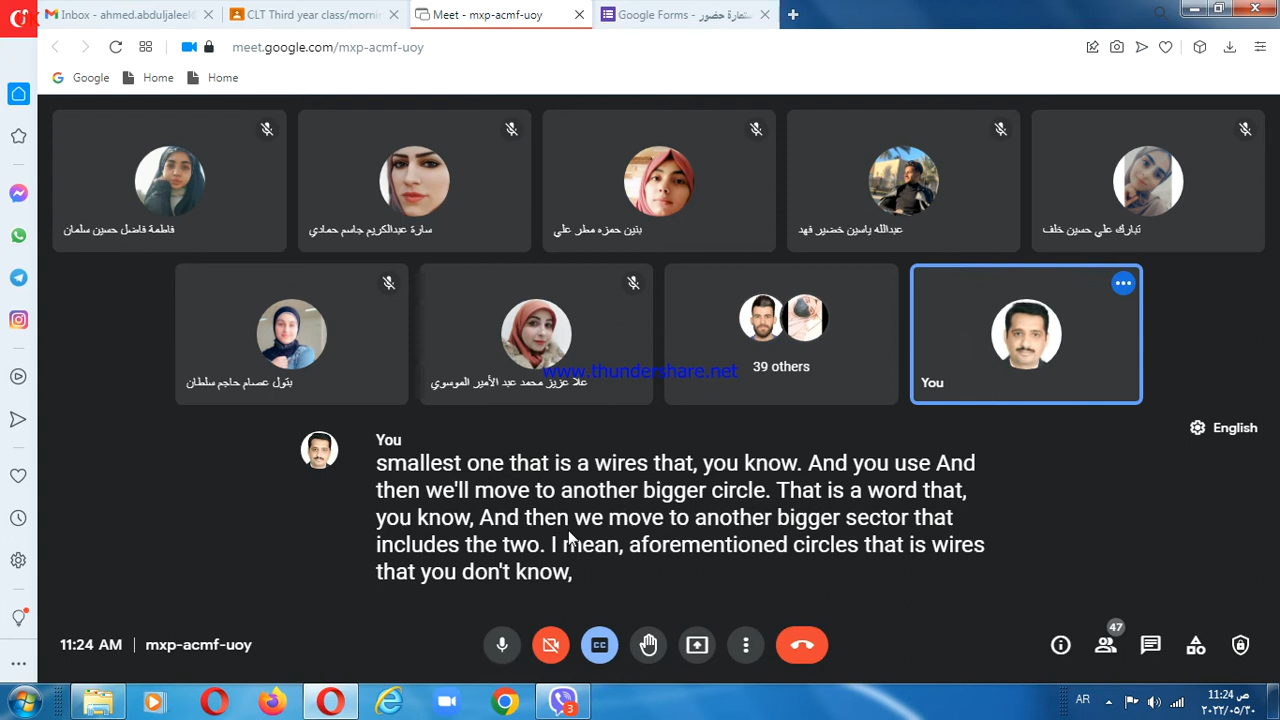 Inbox - ahmed.abduljaleel@
CLT Third year class/morni
Meet - mxp-acmf-uoy
Google Forms - استمارة حضور
meet.google.com/mxp-acmf-uoy
Google
Home
Home
فاطمة فاضل حسين سلمان
سارة عبدالكريم جاسم حمادي
بنين حمزه مطر علي
عبدالله ياسين خضير فهد
تبارك علي حسين خلف
بتول عصام حاجم سلطان
علا عزيز محمد عبد الأمير الموسوي
39 others
You
www.thundershare.net
English
You
smallest one that is a wires that, you know. And you use And
then we'll move to another bigger circle. That is a word that,
you know, And then we move to another bigger sector that
includes the two. I mean, aforementioned circles that is wires
that you don't know,
11:24 AM | mxp-acmf-uoy
47
3
AR
11:24 ص
٢٠٢٢/٠٥/٣٠